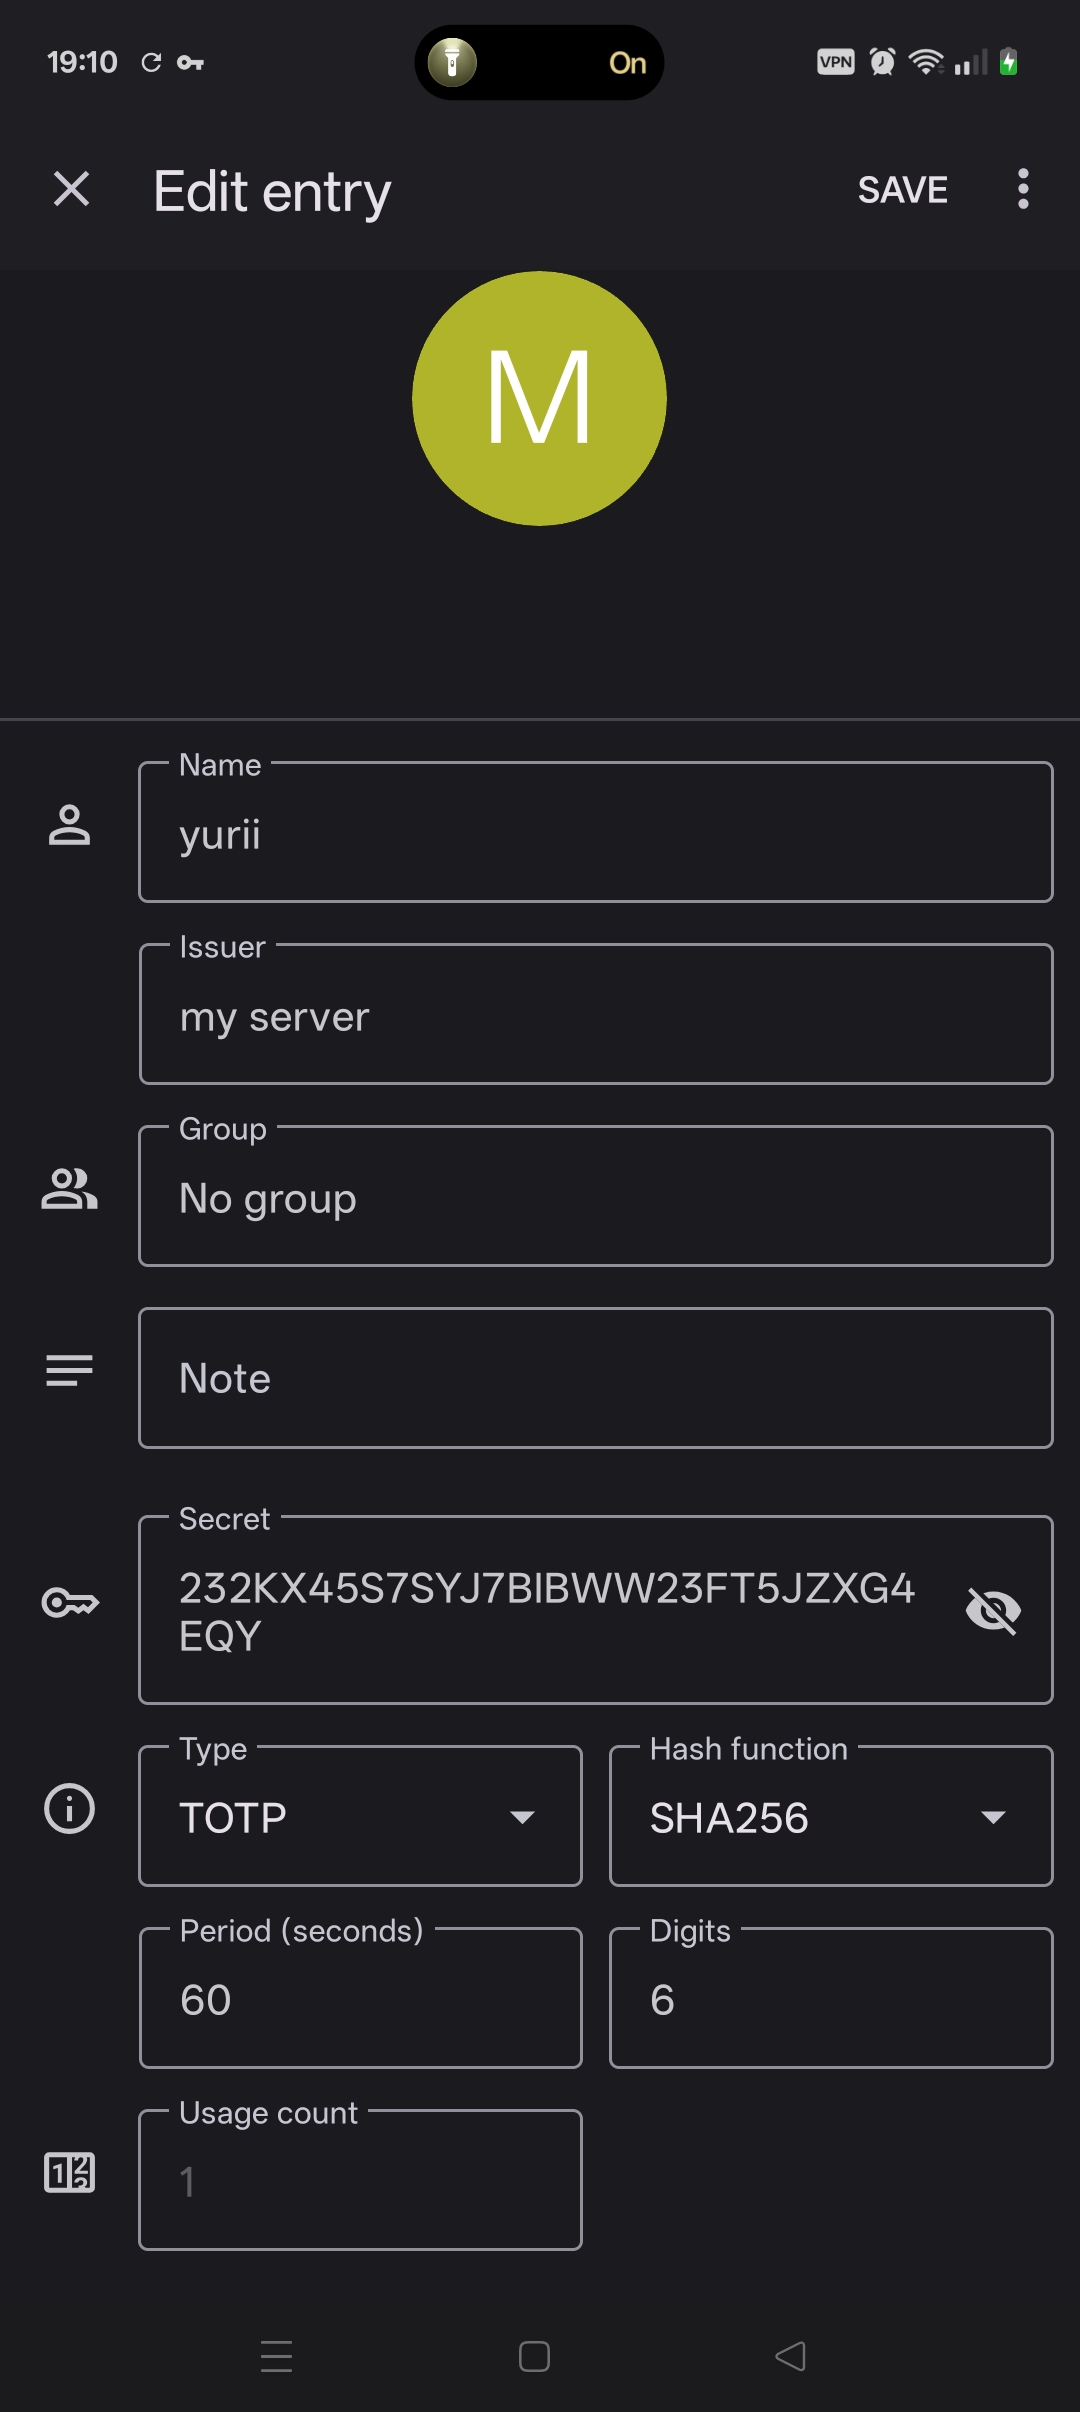 19:10
On
VPN
Edit entry
SAVE
M
Name
yurii
Issuer
my server
Group
No group
Note
Secret
232KX45S7SYJ7BIBWW23FT5JZXG4
EQY
Type
TOTP
Hash function
SHA256
Period (seconds)
60
Digits
6
Usage count
1